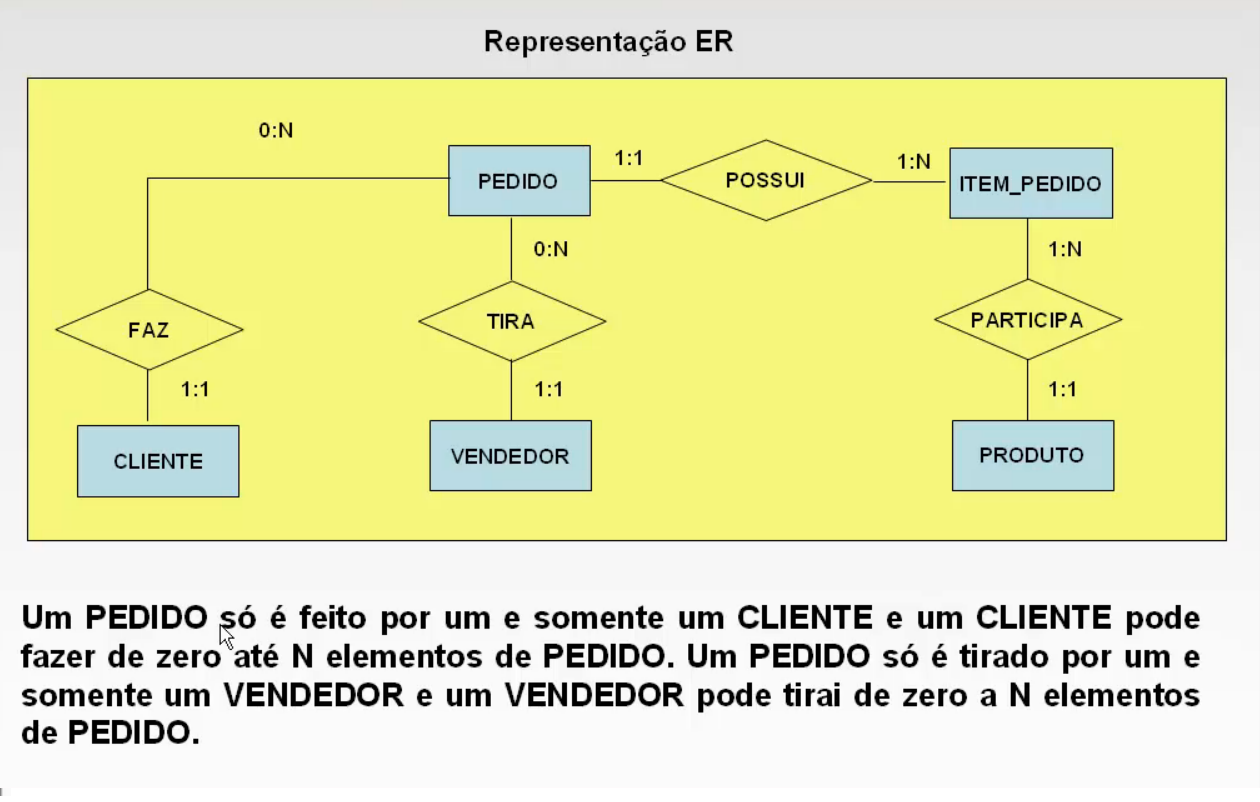 Representação ER
0:N
PEDIDO
1:1
POSSUI
1:N
ITEM_PEDIDO
0:N
1:N
FAZ
TIRA
PARTICIPA
1:1
1:1
1:1
CLIENTE
VENDEDOR
PRODUTO
Um PEDIDO só é feito por um e somente um CLIENTE e um CLIENTE pode
fazer de zero até N elementos de PEDIDO. Um PEDIDO só é tirado por um e
somente um VENDEDOR e um VENDEDOR pode tirai de zero a N elementos
de PEDIDO.